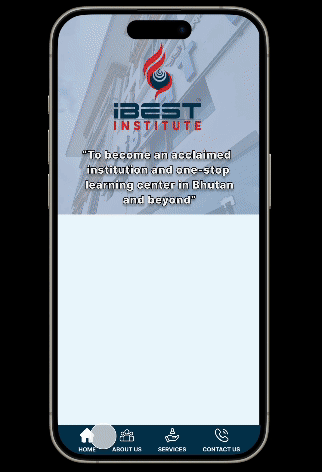 iBEST
INSTITUTE
"To become an acclaimed
institution and one-stop
learning center in Bhutan
and beyond"
HOME ABOUT US SERVICES CONTACT US